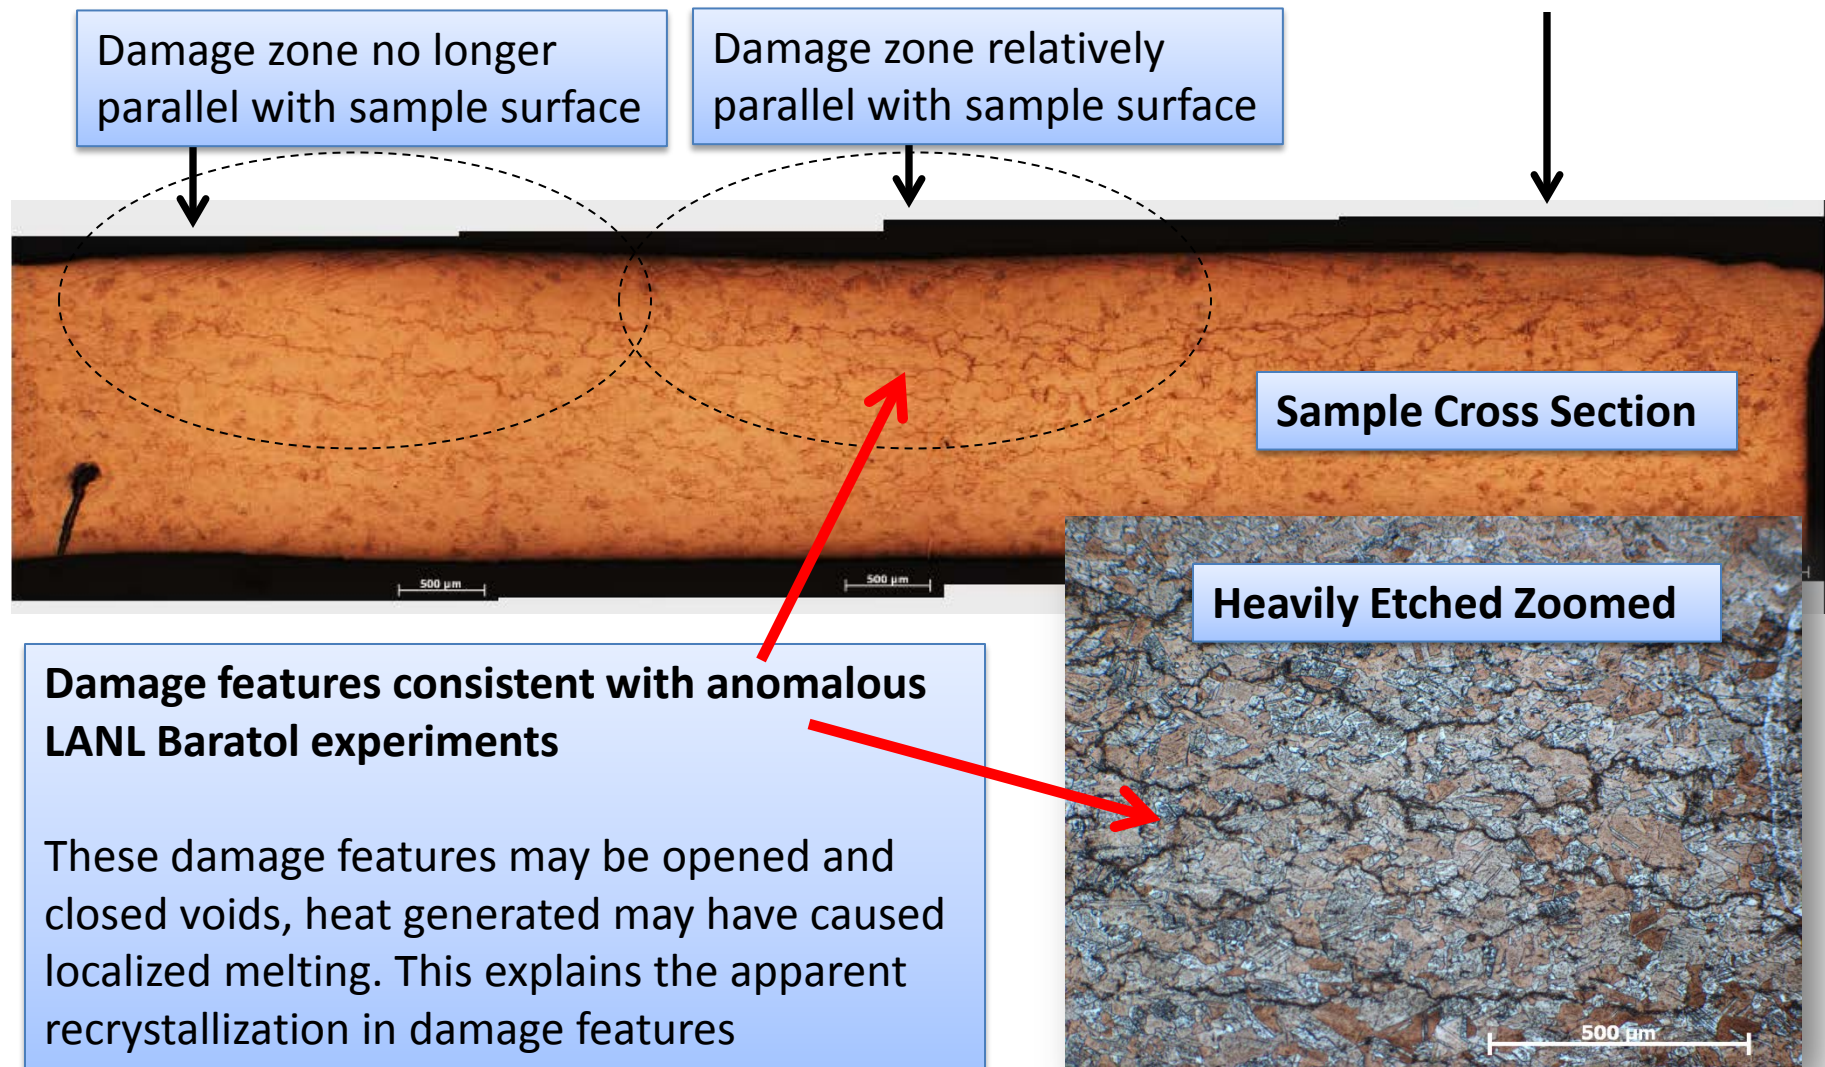 Damage zone no longer
parallel with sample surface
Damage zone relatively
parallel with sample surface
Sample Cross Section
500 µm
500 µm
Heavily Etched Zoomed
Damage features consistent with anomalous
LANL Baratol experiments
These damage features may be opened and
closed voids, heat generated may have caused
localized melting. This explains the apparent
recrystallization in damage features
500 µm